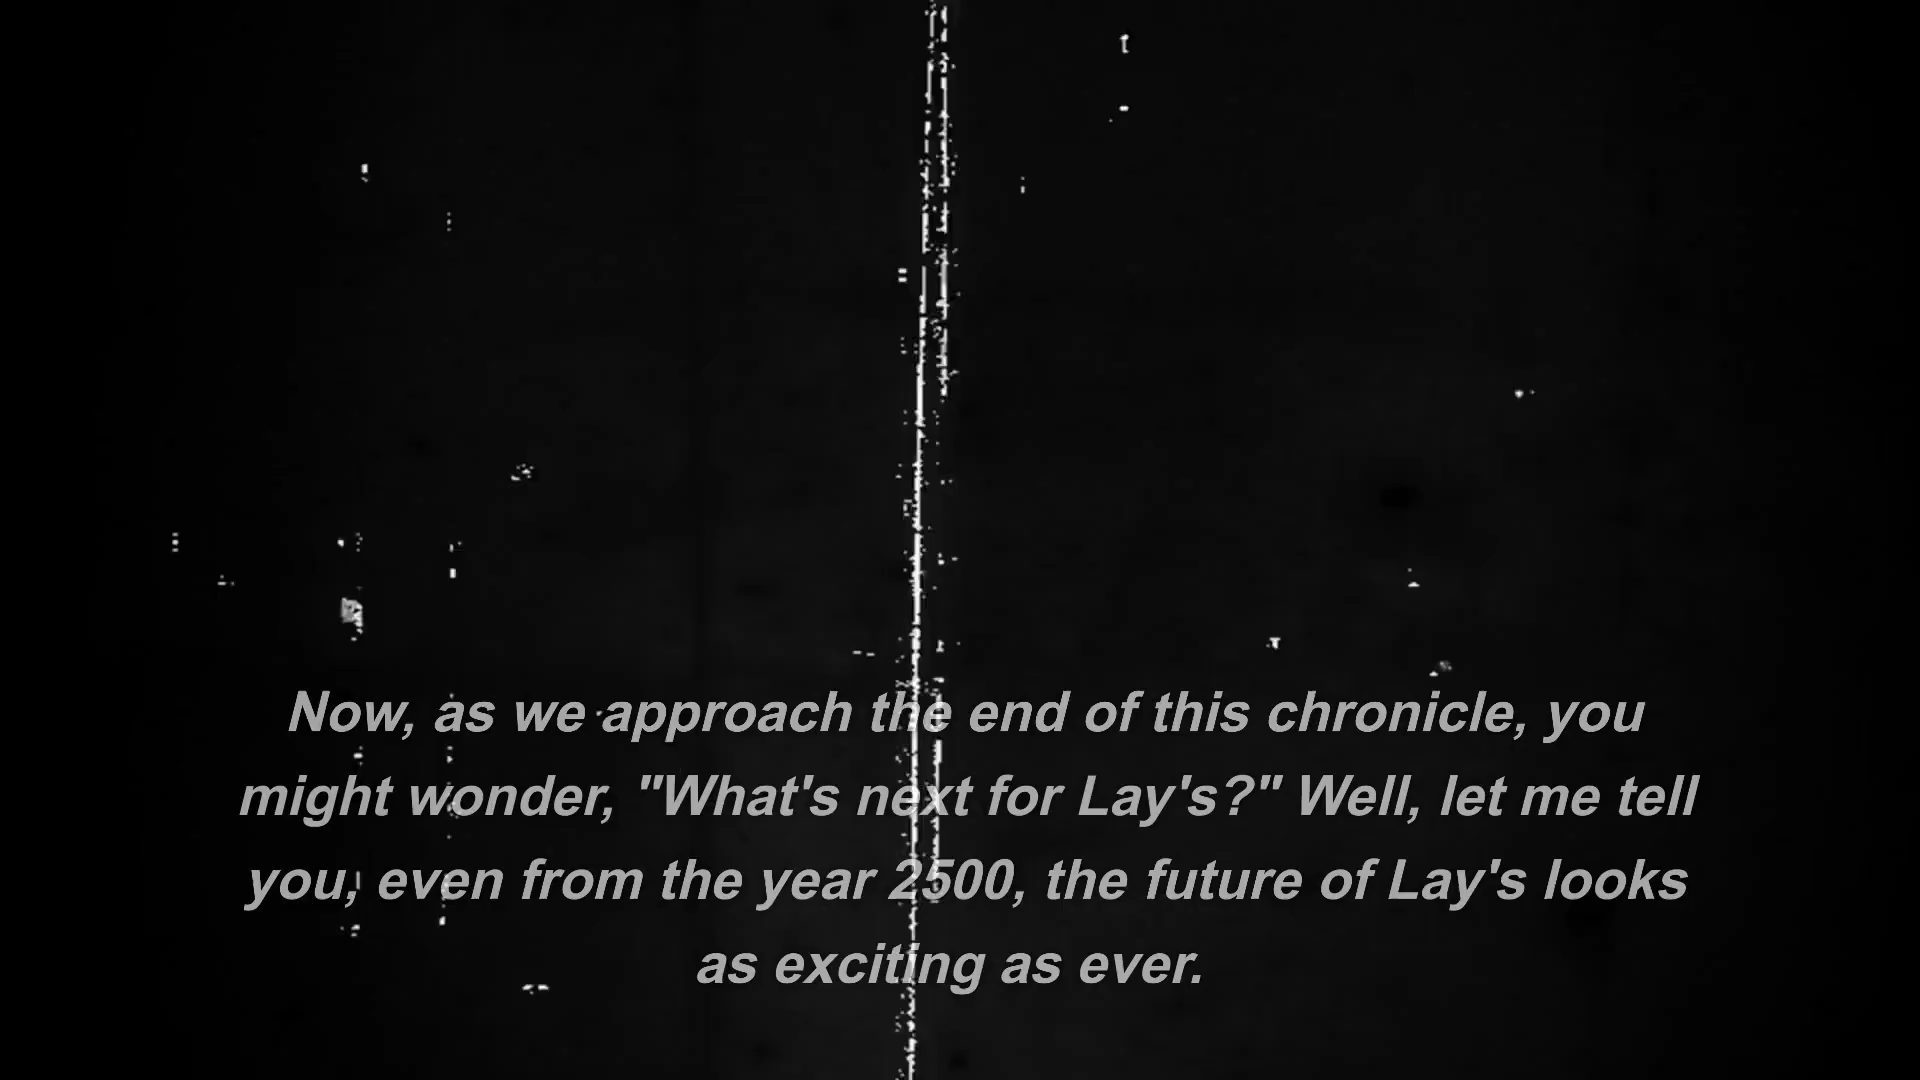 Now, as we approach the end of this chronicle, you
might wonder, "What's next for Lay's?" Well, let me tell
you, even from the year 2500, the future of Lay's looks
as exciting as ever.